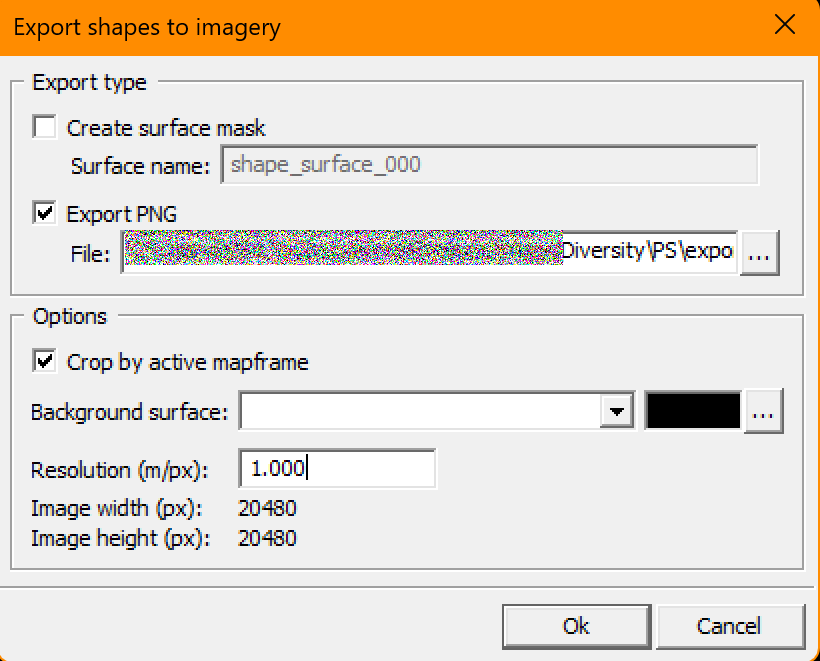 Export shapes to imagery
Export type
Create surface mask
Surface name: shape_surface_000
Export PNG
File: Diversity\PS\expo ...
Options
Crop by active mapframe
Background surface: ...
Resolution (m/px): 1.000
Image width (px): 20480
Image height (px): 20480
Ok Cancel